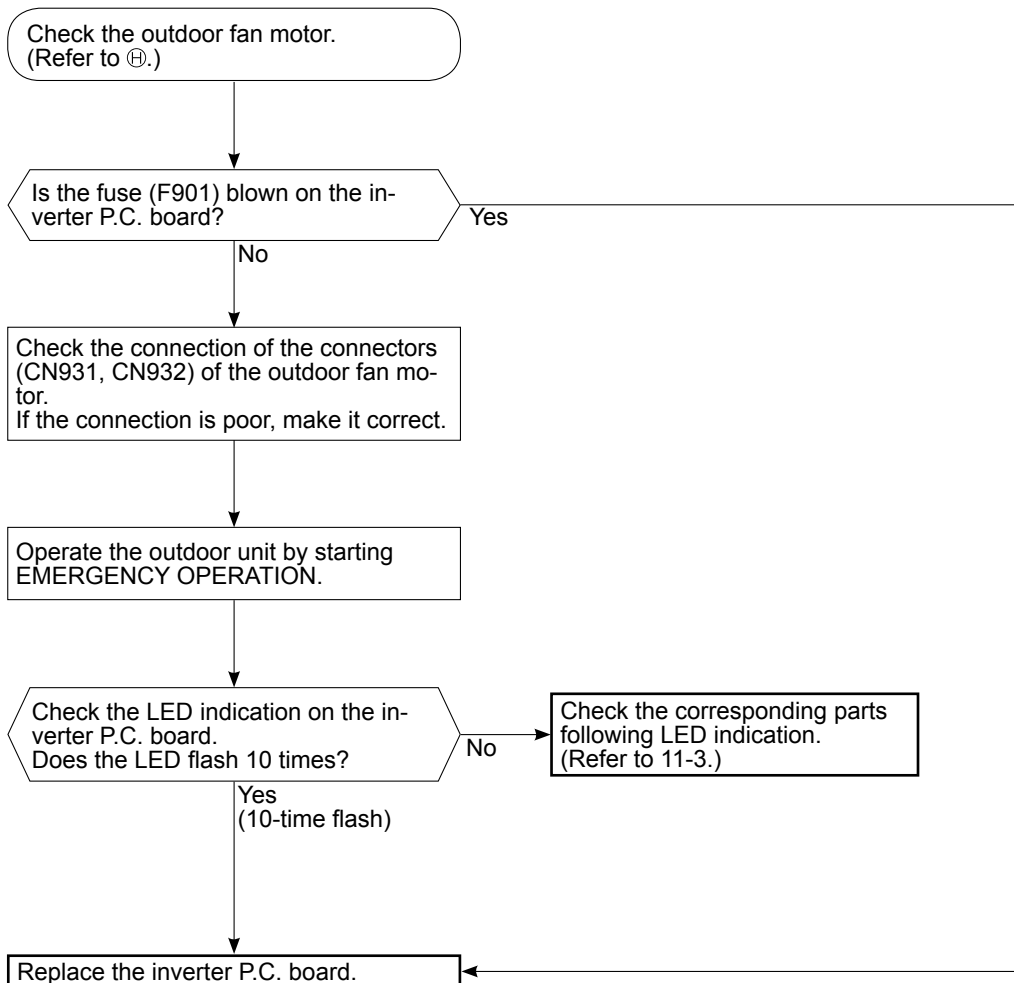 Check the outdoor fan motor.
(Refer to Ⓗ.)
Is the fuse (F901) blown on the in-
verter P.C. board?
Yes
No
Check the connection of the connectors
(CN931, CN932) of the outdoor fan mo-
tor.
If the connection is poor, make it correct.
Operate the outdoor unit by starting
EMERGENCY OPERATION.
Check the LED indication on the in-
verter P.C. board.
Does the LED flash 10 times?
No
Check the corresponding parts
following LED indication.
(Refer to 11-3.)
Yes
(10-time flash)
Replace the inverter P.C. board.